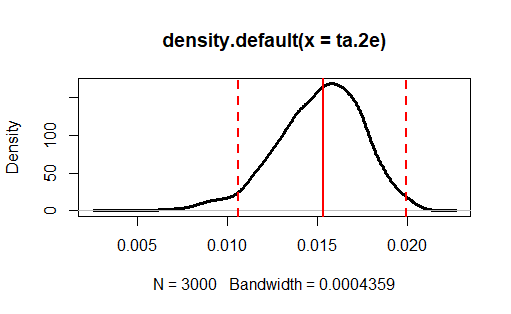 density.default(x = ta.2e)
Density
0 50 100
0.005 0.010 0.015 0.020
N = 3000 Bandwidth = 0.0004359